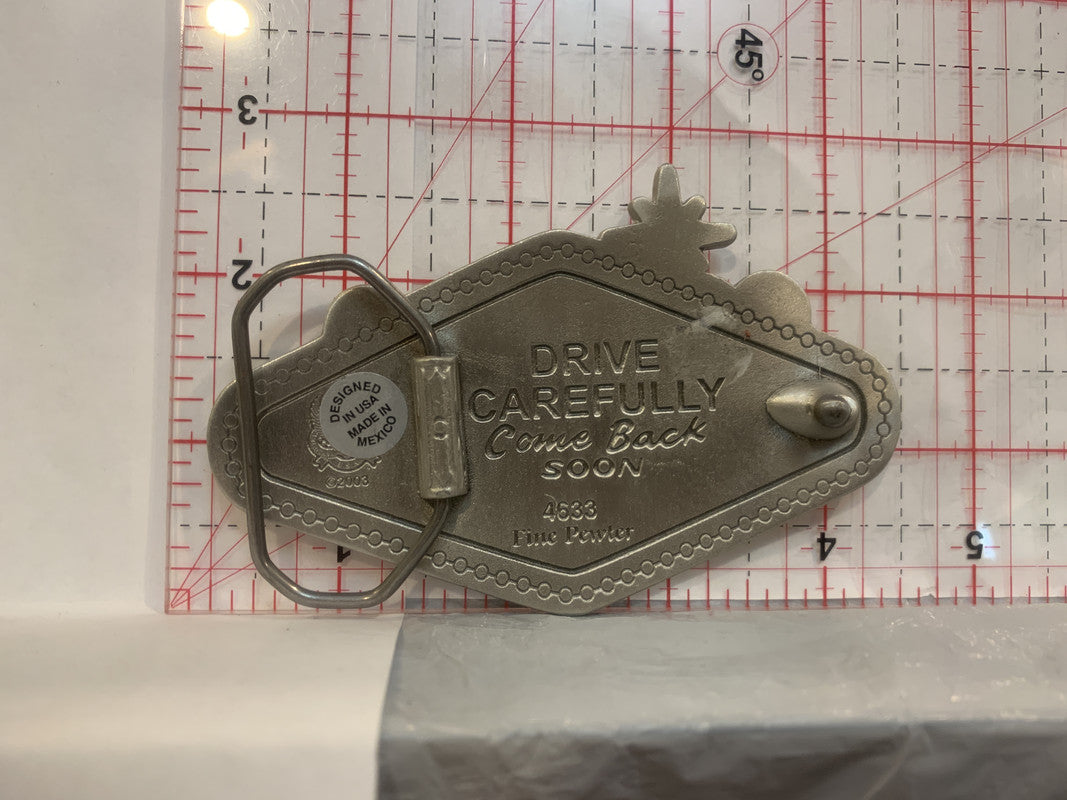 45°
3
2
DESIGNED
IN USA
MADE IN
MEXICO
©2003
DRIVE
CAREFULLY
Come Back
SOON
4633
Fine Pewter
1
4
5